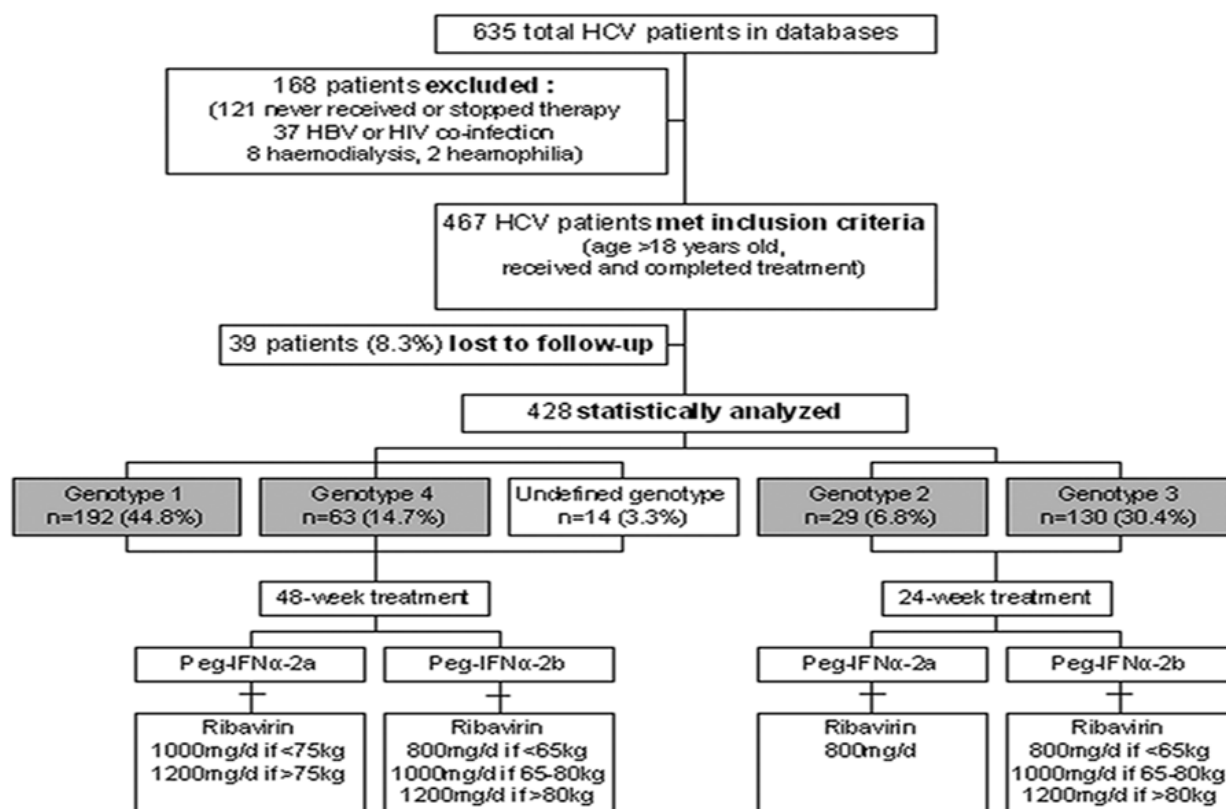 635 total HCV patients in databases
168 patients excluded :
(121 never received or stopped therapy
37 HBV or HIV co-infection
8 haemodialysis, 2 heamophilia)
467 HCV patients met inclusion criteria
(age >18 years old,
received and completed treatment)
39 patients (8.3%) lost to follow-up
428 statistically analyzed
Genotype 1
n=192 (44.8%)
Genotype 4
n=63 (14.7%)
Undefined genotype
n=14 (3.3%)
Genotype 2
n=29 (6.8%)
Genotype 3
n=130 (30.4%)
48-week treatment
24-week treatment
Peg-IFNα-2a
Peg-IFNα-2b
Peg-IFNα-2a
Peg-IFNα-2b
Ribavirin
1000mg/d if <75kg
1200mg/d if >75kg
Ribavirin
800mg/d if <65kg
1000mg/d if 65-80kg
1200mg/d if >80kg
Ribavirin
800mg/d
Ribavirin
800mg/d if <65kg
1000mg/d if 65-80kg
1200mg/d if >80kg